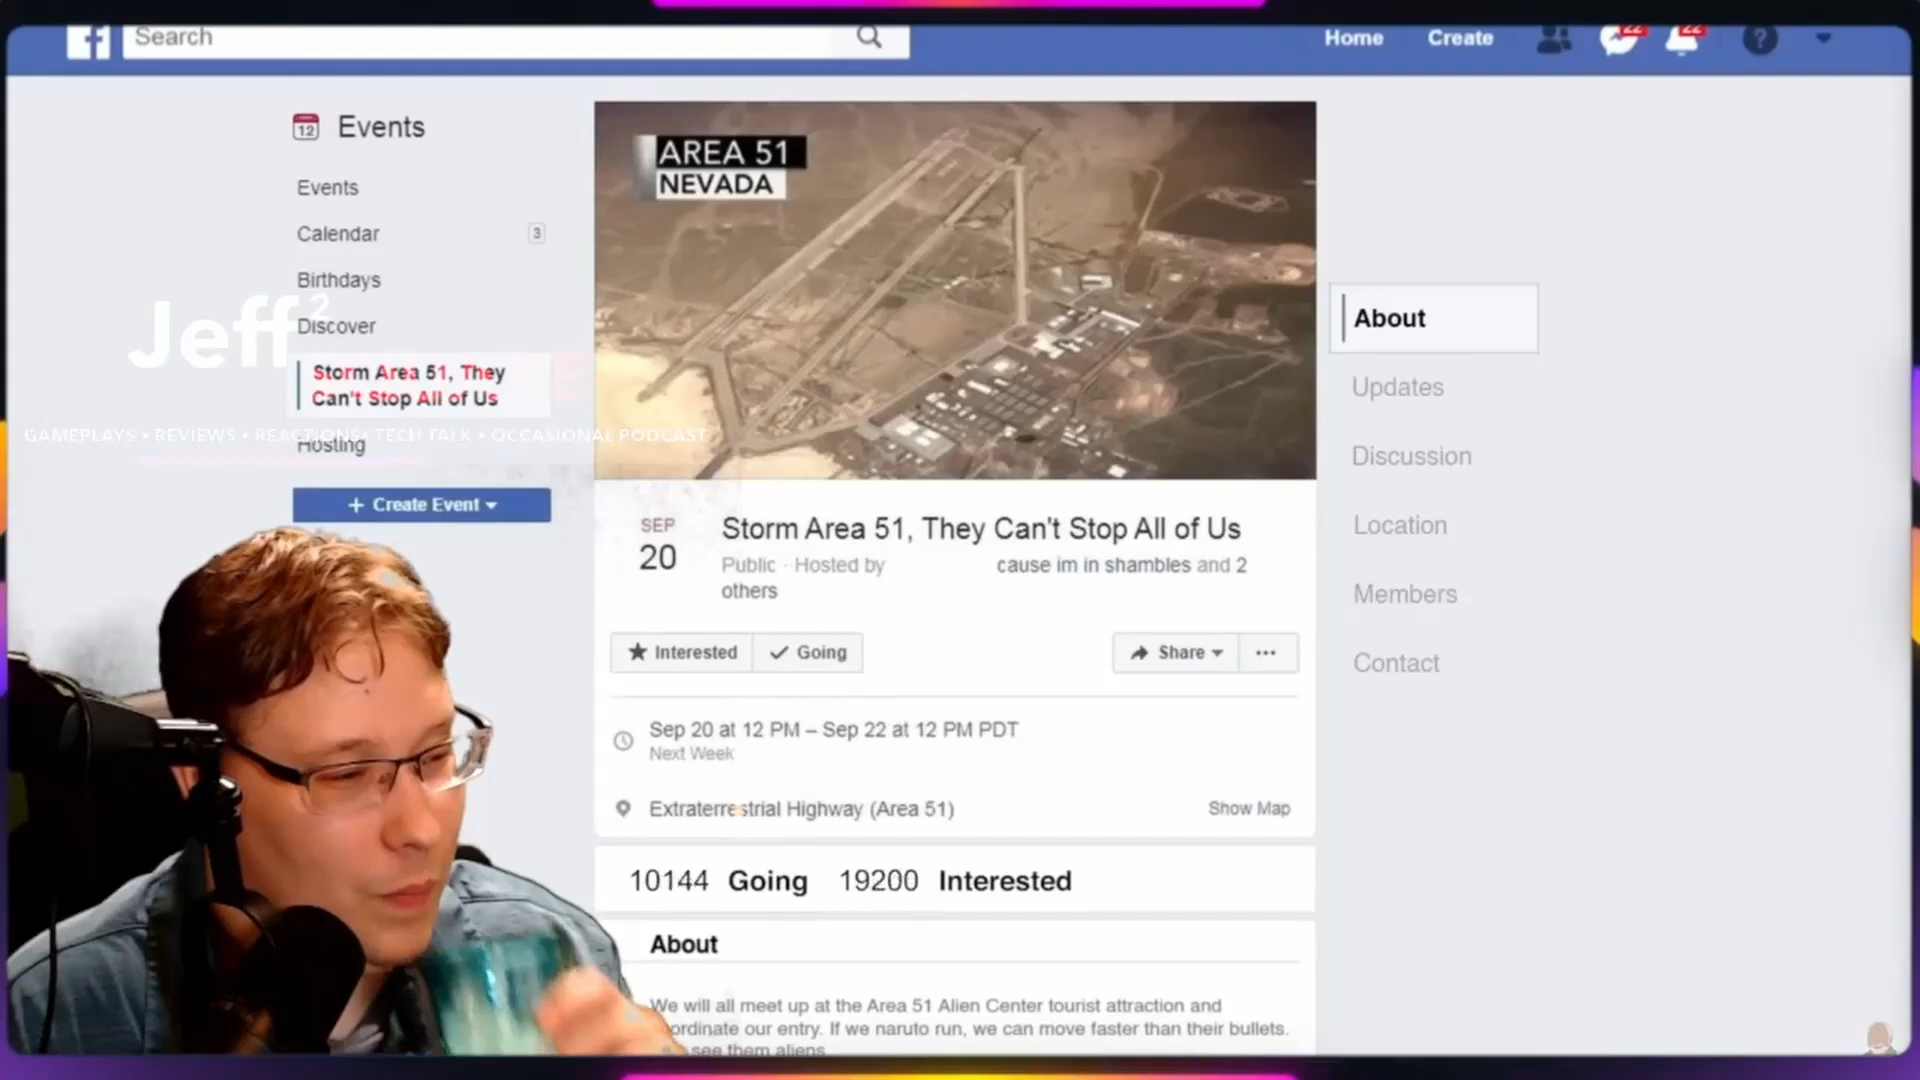 Search
Home
Create
22
22
?
12
Events
Events
Calendar
3
Birthdays
Discover
Jeff²
Storm Area 51, They
Can't Stop All of Us
GAMEPLAYS • REVIEWS • REACTIONS • TECH TALK • OCCASIONAL PODCAST
Hosting
+ Create Event
AREA 51
NEVADA
SEP
20
Storm Area 51, They Can't Stop All of Us
Public · Hosted by cause im in shambles and 2
others
Interested
Going
Share
Sep 20 at 12 PM – Sep 22 at 12 PM PDT
Next Week
Extraterrestrial Highway (Area 51)
Show Map
10144 Going 19200 Interested
About
We will all meet up at the Area 51 Alien Center tourist attraction and
ordinate our entry. If we naruto run, we can move faster than their bullets.
see them aliens
About
Updates
Discussion
Location
Members
Contact